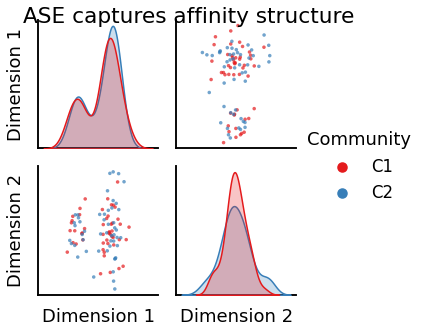 ASE captures affinity structure
Dimension 1
Dimension 2
Community
C1
C2
Dimension 1
Dimension 2